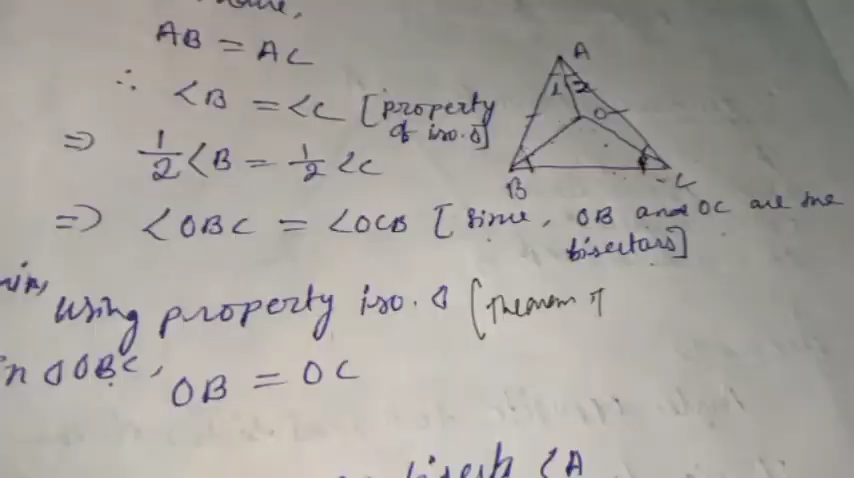 AB = AC
∴ ∠B = ∠C [property of iso. Δ]
⇒ 1/2 ∠B = 1/2 ∠C
⇒ ∠OBC = ∠OCB [Since, OB and OC are the bisectors]
using property iso. Δ [Theorem
in ΔOBC,
OB = OC
bisects ∠A
A
1 2
O
B
C